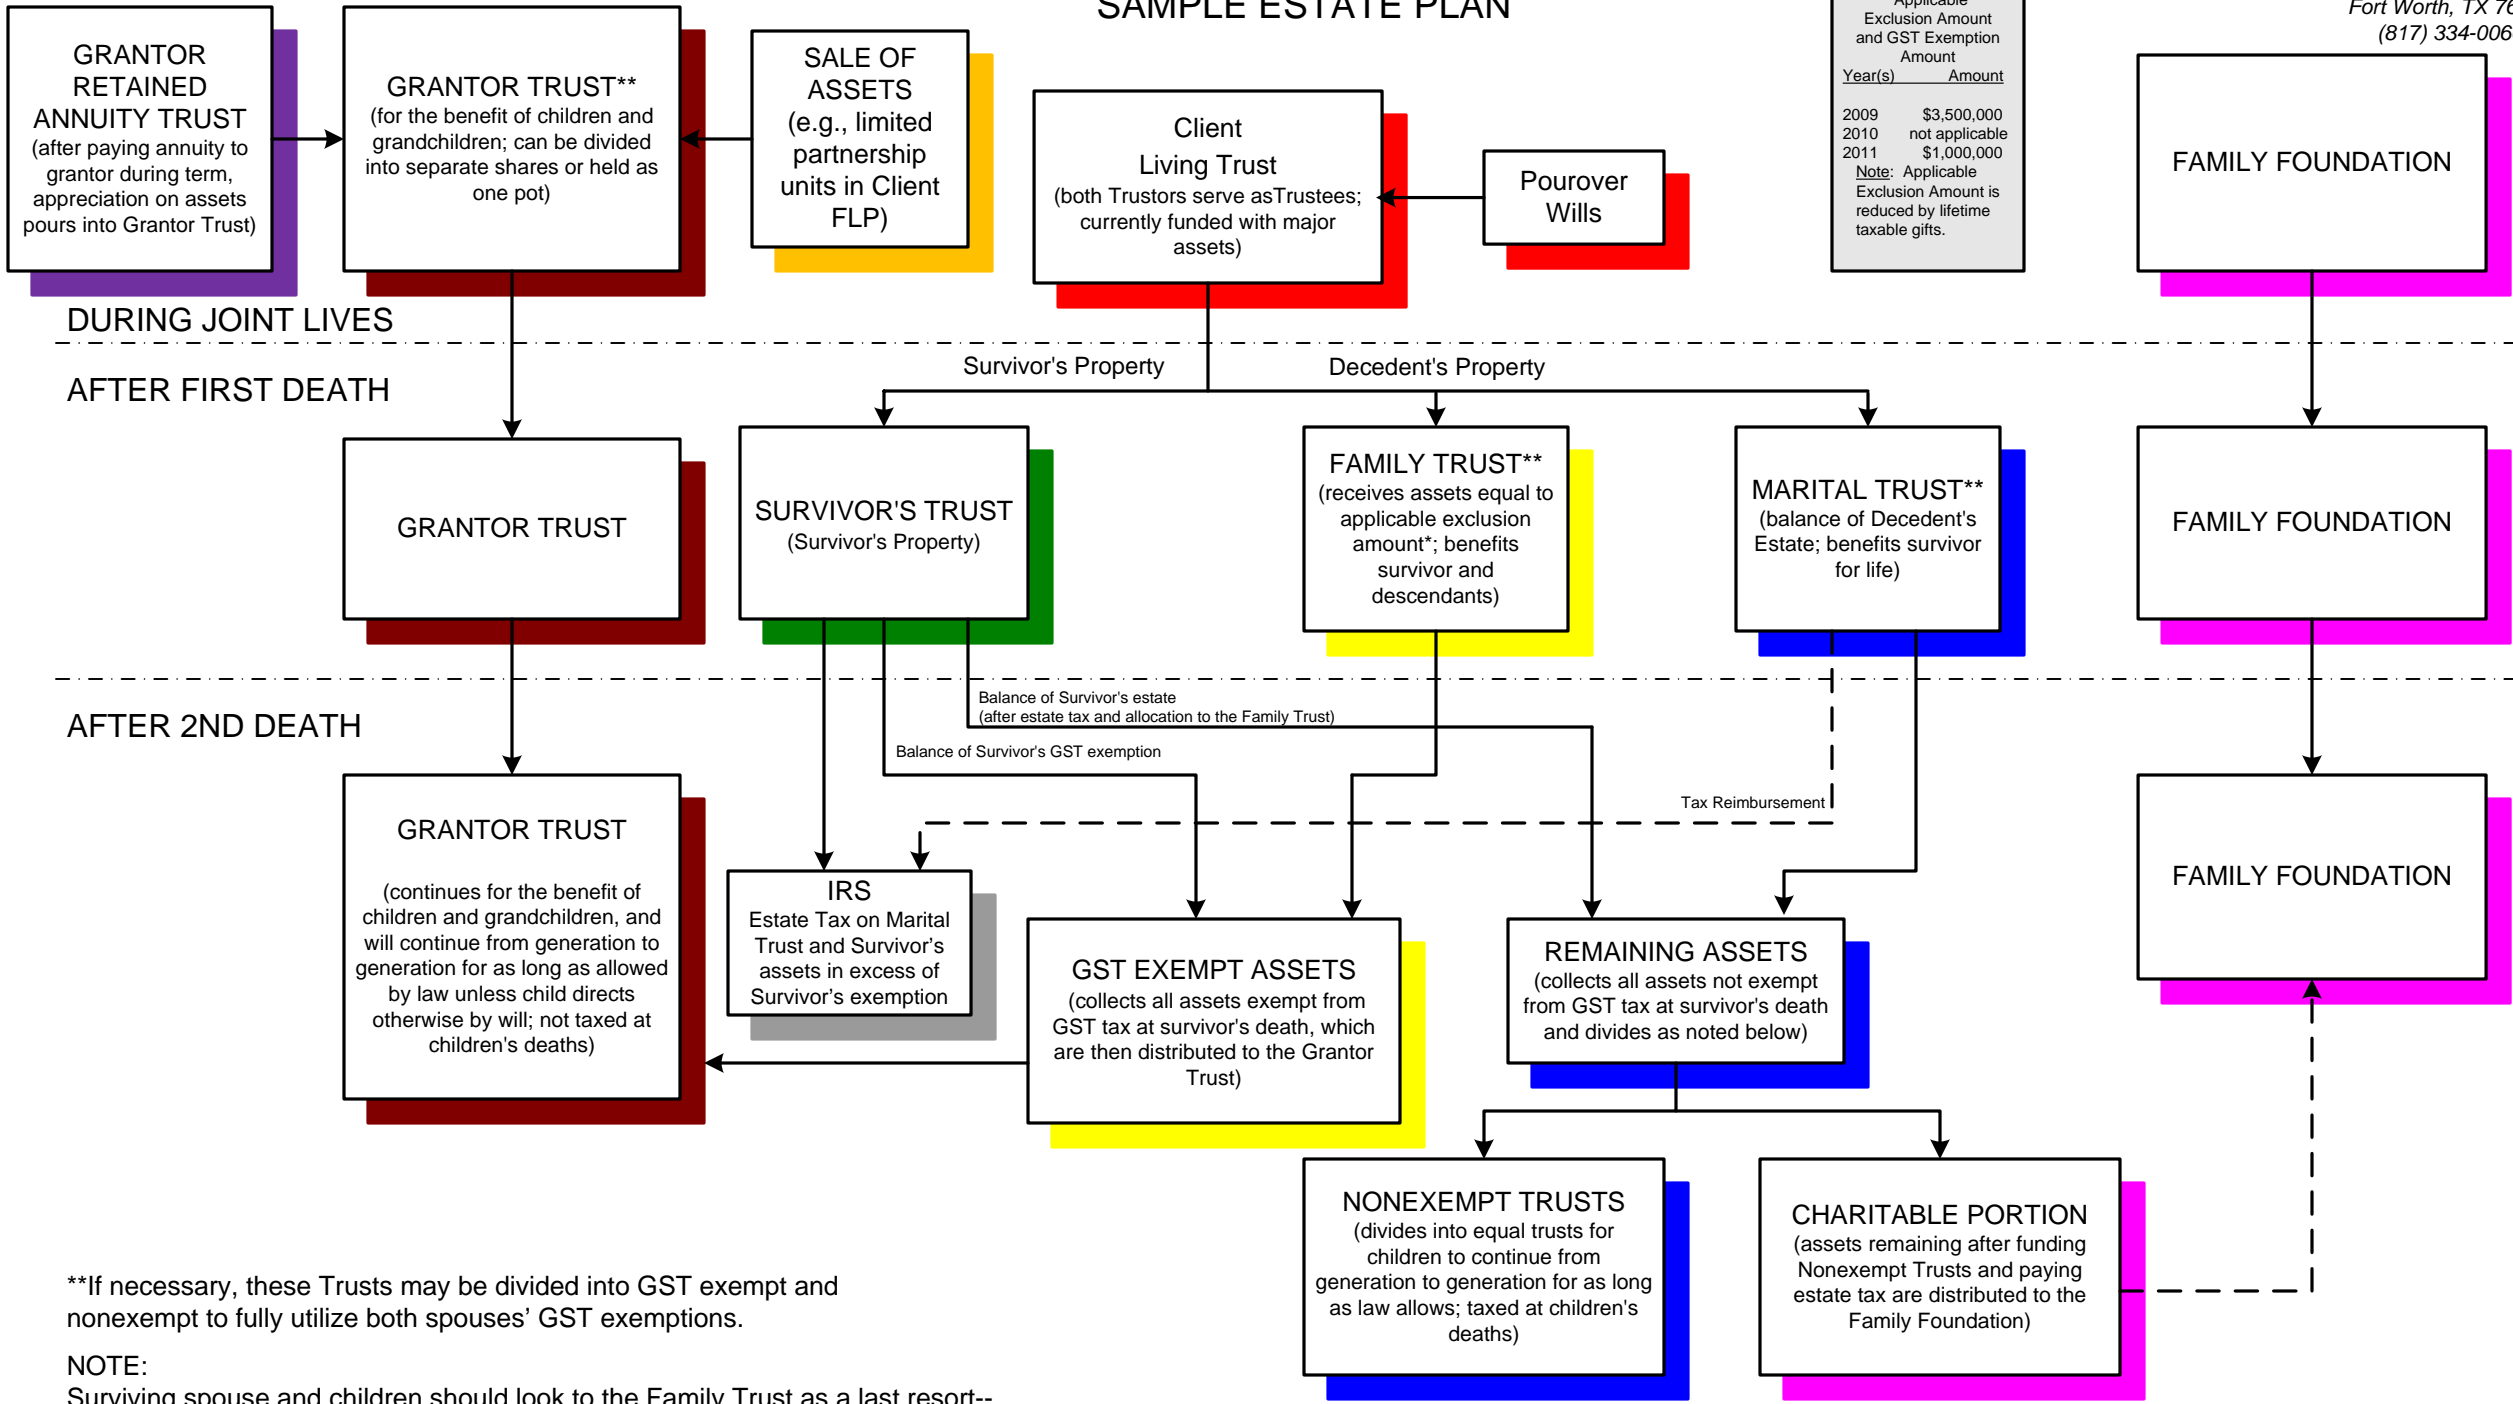 SAMPLE ESTATE PLAN
Fort Worth, TX 76
(817) 334-006
GRANTOR
RETAINED
ANNUITY TRUST
(after paying annuity to
grantor during term,
appreciation on assets
pours into Grantor Trust)
GRANTOR TRUST**
(for the benefit of children and
grandchildren; can be divided
into separate shares or held as
one pot)
SALE OF
ASSETS
(e.g., limited
partnership
units in Client
FLP)
Client
Living Trust
(both Trustors serve asTrustees;
currently funded with major
assets)
Pourover
Wills
Applicable
Exclusion Amount
and GST Exemption
Amount
Year(s) Amount
2009 $3,500,000
2010 not applicable
2011 $1,000,000
Note: Applicable
Exclusion Amount is
reduced by lifetime
taxable gifts.
FAMILY FOUNDATION
DURING JOINT LIVES
AFTER FIRST DEATH
Survivor's Property
Decedent's Property
GRANTOR TRUST
SURVIVOR'S TRUST
(Survivor's Property)
FAMILY TRUST**
(receives assets equal to
applicable exclusion
amount*; benefits
survivor and
descendants)
MARITAL TRUST**
(balance of Decedent's
Estate; benefits survivor
for life)
FAMILY FOUNDATION
AFTER 2ND DEATH
Balance of Survivor's estate
(after estate tax and allocation to the Family Trust)
Balance of Survivor's GST exemption
Tax Reimbursement
GRANTOR TRUST
(continues for the benefit of
children and grandchildren, and
will continue from generation to
generation for as long as allowed
by law unless child directs
otherwise by will; not taxed at
children's deaths)
IRS
Estate Tax on Marital
Trust and Survivor’s
assets in excess of
Survivor’s exemption
GST EXEMPT ASSETS
(collects all assets exempt from
GST tax at survivor's death, which
are then distributed to the Grantor
Trust)
REMAINING ASSETS
(collects all assets not exempt
from GST tax at survivor's death
and divides as noted below)
FAMILY FOUNDATION
NONEXEMPT TRUSTS
(divides into equal trusts for
children to continue from
generation to generation for as long
as law allows; taxed at children's
deaths)
CHARITABLE PORTION
(assets remaining after funding
Nonexempt Trusts and paying
estate tax are distributed to the
Family Foundation)
**If necessary, these Trusts may be divided into GST exempt and
nonexempt to fully utilize both spouses’ GST exemptions.
NOTE:
Surviving spouse and children should look to the Family Trust as a last resort--